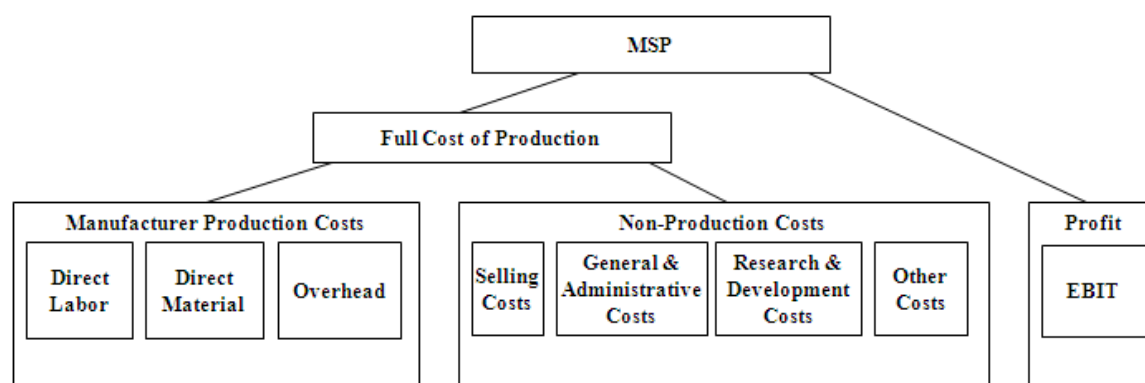 MSP
Full Cost of Production
Manufacturer Production Costs
Direct
Labor
Direct
Material
Overhead
Non-Production Costs
Selling
Costs
General &
Administrative
Costs
Research &
Development
Costs
Other
Costs
Profit
EBIT